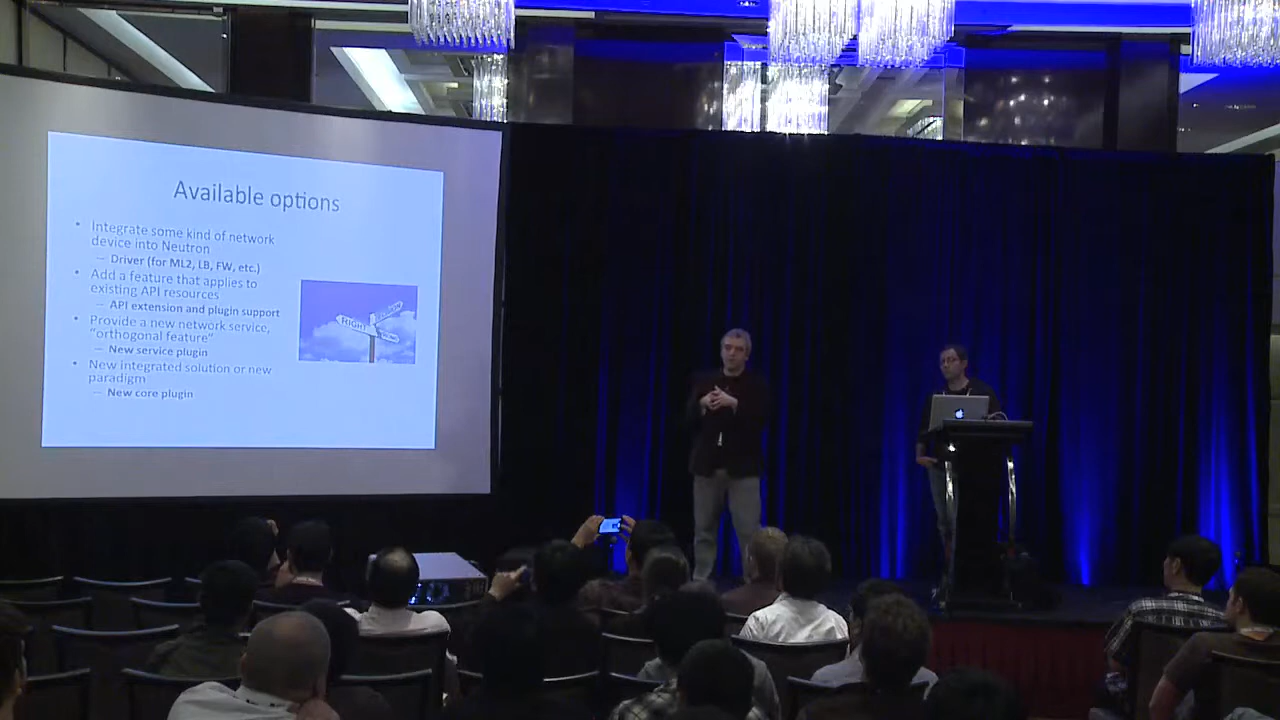 Available options
• Integrate some kind of network
device into Neutron
– Driver (for ML2, LB, FW, etc.)
• Add a feature that applies to
existing API resources
– API extension and plugin support
• Provide a new network service,
"orthogonal feature"
– New service plugin
• New integrated solution or new
paradigm
– New core plugin
RIGHT